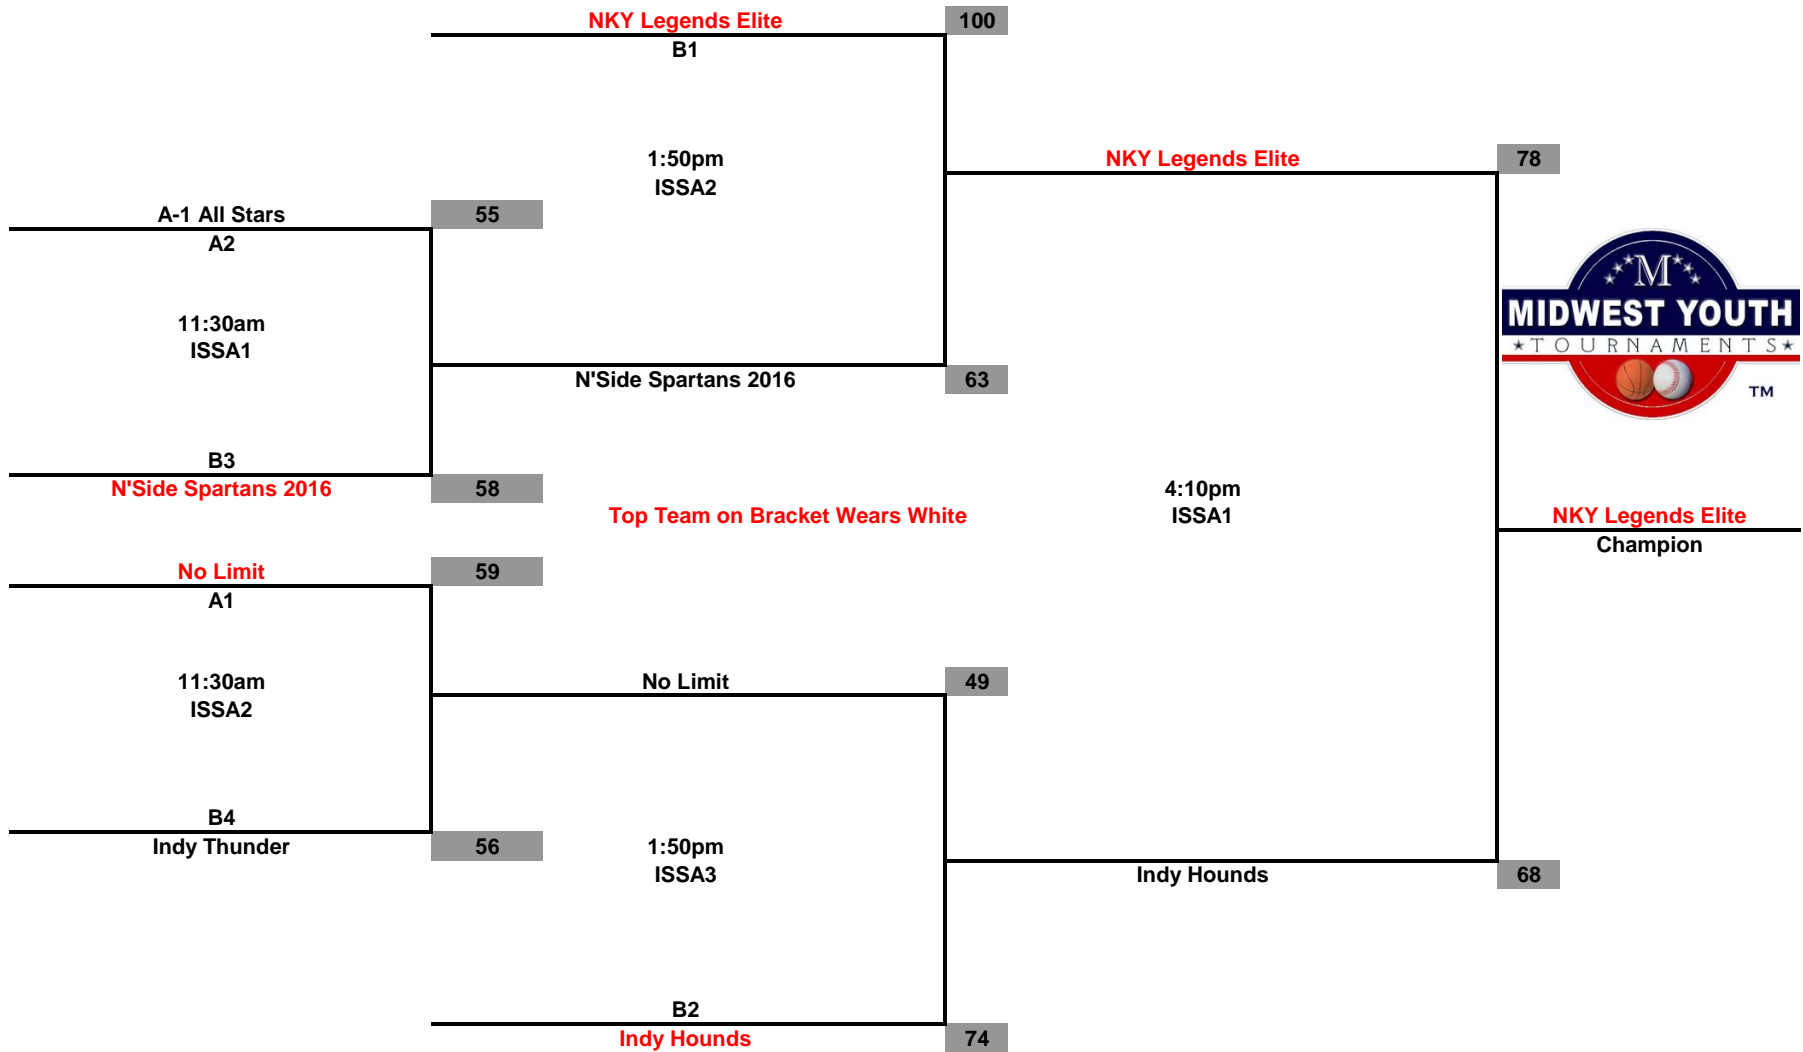 NKY Legends Elite 100
B1
1:50pm
ISSA2
NKY Legends Elite 78
A-1 All Stars 55
A2
11:30am
ISSA1
M
MIDWEST YOUTH
★TOURNAMENTS★
TM
N'Side Spartans 2016 63
B3
N'Side Spartans 2016 58
4:10pm
ISSA1
Top Team on Bracket Wears White
NKY Legends Elite
Champion
No Limit 59
A1
11:30am
ISSA2
No Limit 49
B4
Indy Thunder 56
1:50pm
ISSA3
Indy Hounds 68
B2
Indy Hounds 74